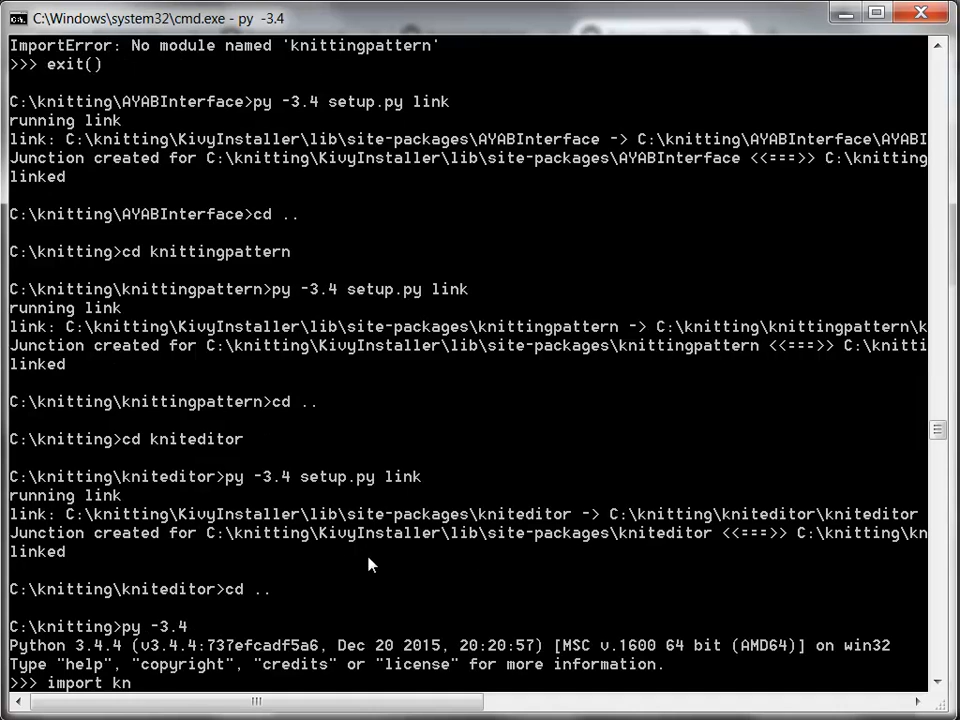 C:\Windows\system32\cmd.exe - py  -3.4
ImportError: No module named 'knittingpattern'
>>> exit()
C:\knitting\AYABInterface>py -3.4 setup.py link
running link
link: C:\knitting\KivyInstaller\lib\site-packages\AYABInterface -> C:\knitting\AYABInterface\AYABI
Junction created for C:\knitting\KivyInstaller\lib\site-packages\AYABInterface <<===>> C:\knitting
linked
C:\knitting\AYABInterface>cd ..
C:\knitting>cd knittingpattern
C:\knitting\knittingpattern>py -3.4 setup.py link
running link
link: C:\knitting\KivyInstaller\lib\site-packages\knittingpattern -> C:\knitting\knittingpattern\k
Junction created for C:\knitting\KivyInstaller\lib\site-packages\knittingpattern <<===>> C:\knitti
linked
C:\knitting\knittingpattern>cd ..
C:\knitting>cd kniteditor
C:\knitting\kniteditor>py -3.4 setup.py link
running link
link: C:\knitting\KivyInstaller\lib\site-packages\kniteditor -> C:\knitting\kniteditor\kniteditor
Junction created for C:\knitting\KivyInstaller\lib\site-packages\kniteditor <<===>> C:\knitting\kn
linked
C:\knitting\kniteditor>cd ..
C:\knitting>py -3.4
Python 3.4.4 (v3.4.4:737efcadf5a6, Dec 20 2015, 20:20:57) [MSC v.1600 64 bit (AMD64)] on win32
Type "help", "copyright", "credits" or "license" for more information.
>>> import kn